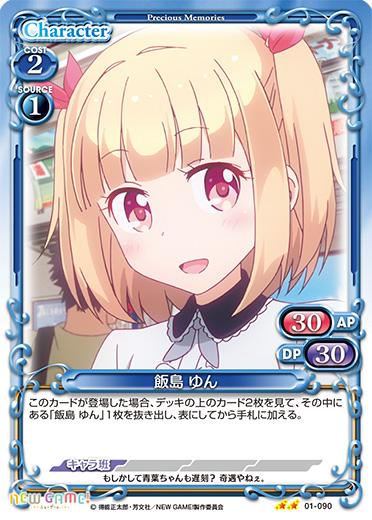 Precious Memories
Character
COST
2
SOURCE
1
30 AP
DP 30
飯島 ゆん
このカードが登場した場合、デッキの上のカード2枚を見て、その中に
ある「飯島 ゆん」1枚を抜き出し、表にしてから手札に加える。
キャラ班
もしかして青葉ちゃんも遅刻? 奇遇やねぇ。
NEW GAME!
© 得能正太郎・芳文社/NEW GAME!製作委員会
01-090